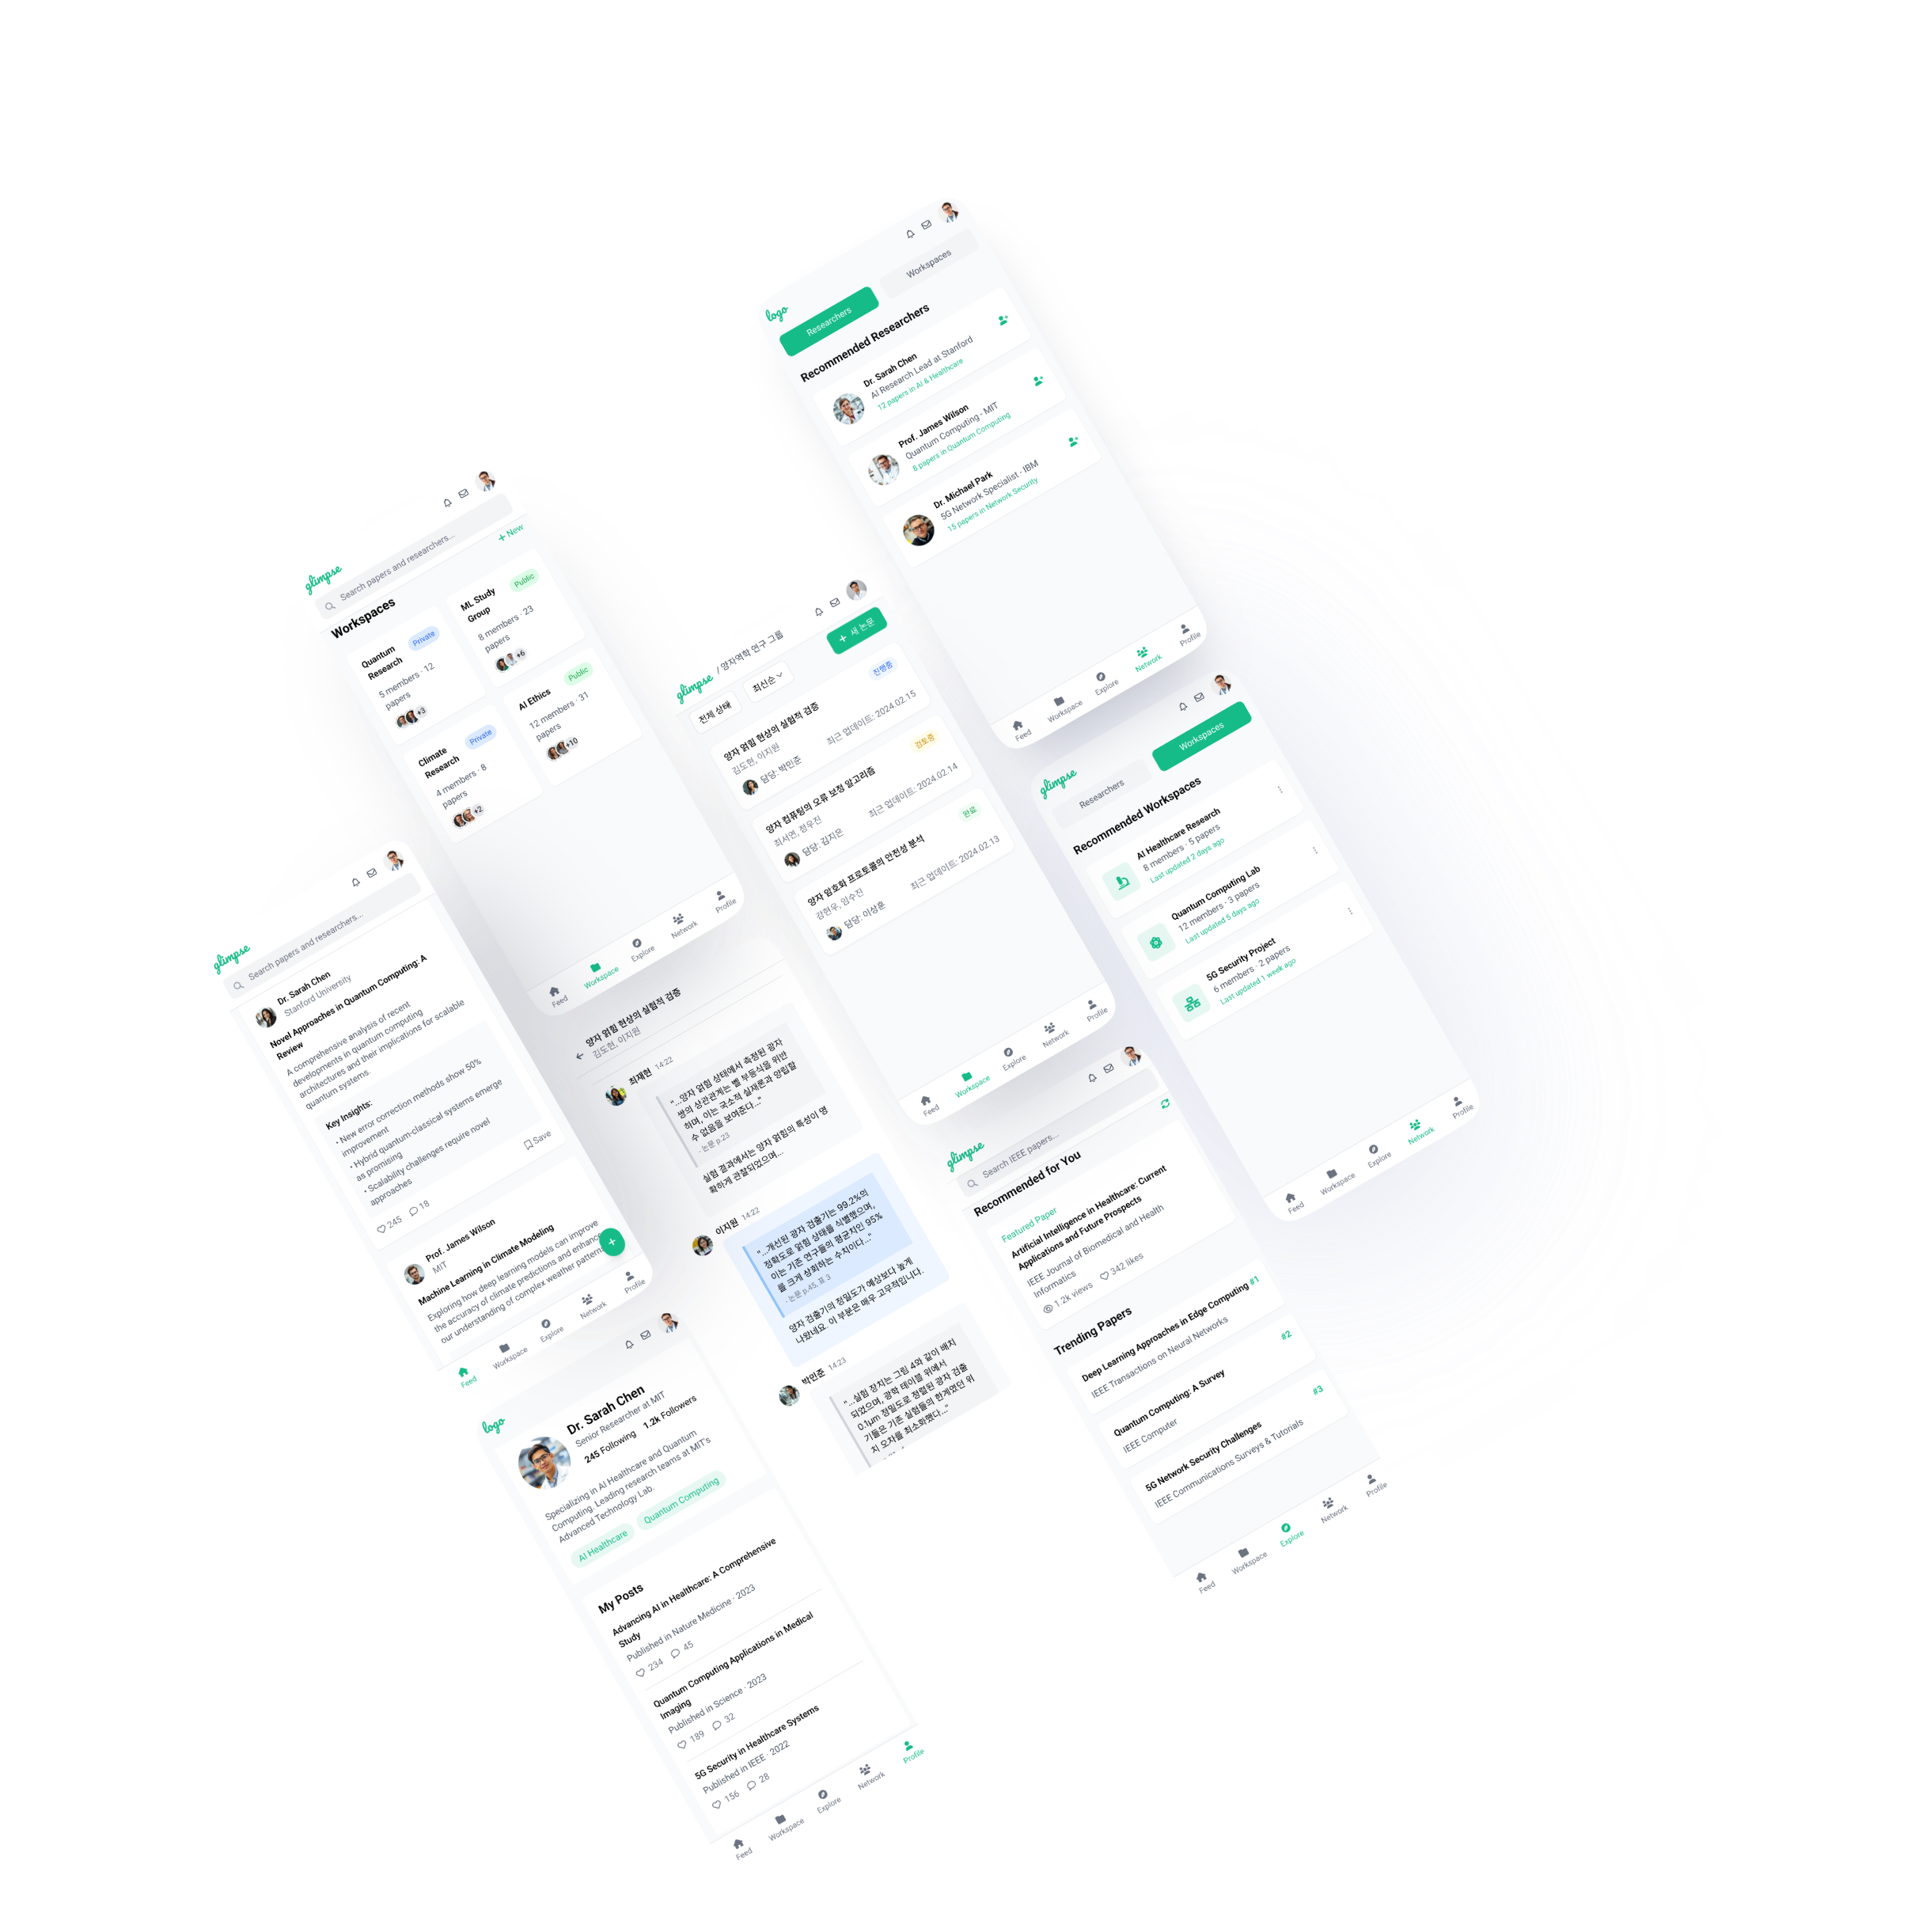 logo
Researchers
Workspaces
Recommended Researchers
Dr. Sarah Chen
AI Research Lead at Stanford
12 papers in AI & Healthcare
Prof. James Wilson
Quantum Computing - MIT
8 papers in Quantum Computing
Dr. Michael Park
5G Network Specialist - IBM
15 papers in Network Security
Feed
Workspace
Explore
Network
Profile
glimpse
Search papers and researchers...
Workspaces
+ New
Quantum
Research
Private
5 members · 12
papers
+3
ML Study
Group
Public
8 members · 23
papers
+6
Climate
Research
Private
4 members · 8
papers
+2
AI Ethics
Public
12 members · 31
papers
+10
Feed
Workspace
Explore
Network
Profile
glimpse / 양자역학 연구 그룹
전체 상태
최신순
+ 새 논문
양자 얽힘 현상의 실험적 검증
진행중
김도현, 이지원
담당: 박민준
최근 업데이트: 2024.02.15
양자 컴퓨팅의 오류 보정 알고리즘
검토중
최서연, 정우진
담당: 김지은
최근 업데이트: 2024.02.14
양자 암호화 프로토콜의 안전성 분석
완료
강현우, 임수진
담당: 이상훈
최근 업데이트: 2024.02.13
Feed
Workspace
Explore
Network
Profile
glimpse
Researchers
Workspaces
Recommended Workspaces
AI Healthcare Research
8 members · 5 papers
Last updated 2 days ago
Quantum Computing Lab
12 members · 3 papers
Last updated 5 days ago
5G Security Project
6 members · 2 papers
Last updated 1 week ago
Feed
Workspace
Explore
Network
Profile
glimpse
Search papers and researchers...
Dr. Sarah Chen
Stanford University
Novel Approaches in Quantum Computing: A
Review
A comprehensive analysis of recent
developments in quantum computing
architectures and their implications for scalable
quantum systems.
Key Insights:
• New error correction methods show 50%
improvement
• Hybrid quantum-classical systems emerge
as promising
• Scalability challenges require novel
approaches
245
18
Save
Prof. James Wilson
MIT
Machine Learning in Climate Modeling
Exploring how deep learning models can improve
the accuracy of climate predictions and enhance
our understanding of complex weather patterns
Feed
Workspace
Explore
Network
Profile
양자 얽힘 현상의 실험적 검증
김도현, 이지원
최재현 14:22
"...양자 얽힘 상태에서 측정된 광자
쌍의 상관관계는 벨 부등식을 위반
하며, 이는 국소적 실재론과 양립할
수 없음을 보여준다..."
- 논문 p.23
실험 결과에서는 양자 얽힘의 특성이 명
확하게 관찰되었으며...
이지원 14:22
"...개선된 광자 검출기는 99.2%의
정확도로 얽힘 상태를 식별했으며,
이는 기존 연구들의 평균치인 95%
를 크게 상회하는 수치이다..."
- 논문 p.45, 표 3
양자 검출기의 정밀도가 예상보다 높게
나왔네요. 이 부분은 매우 고무적입니다.
박민준 14:23
"...실험 장치는 그림 4와 같이 배치
되었으며, 광학 테이블 위에서
0.1μm 정밀도로 정렬된 광자 검출
기들은 기존 실험들의 한계였던 위
치 오차를 최소화했다..."
glimpse
Search IEEE papers...
Recommended for You
Featured Paper
Artificial Intelligence in Healthcare: Current
Applications and Future Prospects
IEEE Journal of Biomedical and Health
Informatics
1.2k views
342 likes
Trending Papers
Deep Learning Approaches in Edge Computing #1
IEEE Transactions on Neural Networks
Quantum Computing: A Survey
#2
IEEE Computer
5G Network Security Challenges
#3
IEEE Communications Surveys & Tutorials
Feed
Workspace
Explore
Network
Profile
logo
Dr. Sarah Chen
Senior Researcher at MIT
245 Following 1.2k Followers
Specializing in AI Healthcare and Quantum
Computing. Leading research teams at MIT's
Advanced Technology Lab.
AI Healthcare
Quantum Computing
My Posts
Advancing AI in Healthcare: A Comprehensive
Study
Published in Nature Medicine · 2023
234
45
Quantum Computing Applications in Medical
Imaging
Published in Science · 2023
189
32
5G Security in Healthcare Systems
Published in IEEE · 2022
156
28
Feed
Workspace
Explore
Network
Profile